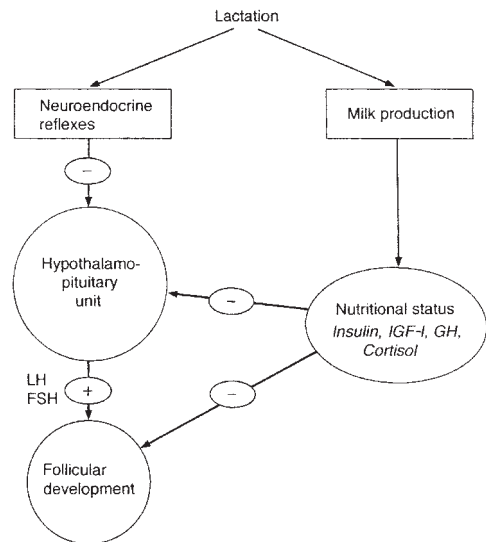 Lactation
Neuroendocrine
reflexes
Milk production
−
Hypothalamo-
pituitary
unit
−
Nutritional status
Insulin, IGF-I, GH,
Cortisol
LH
FSH
+
−
Follicular
development